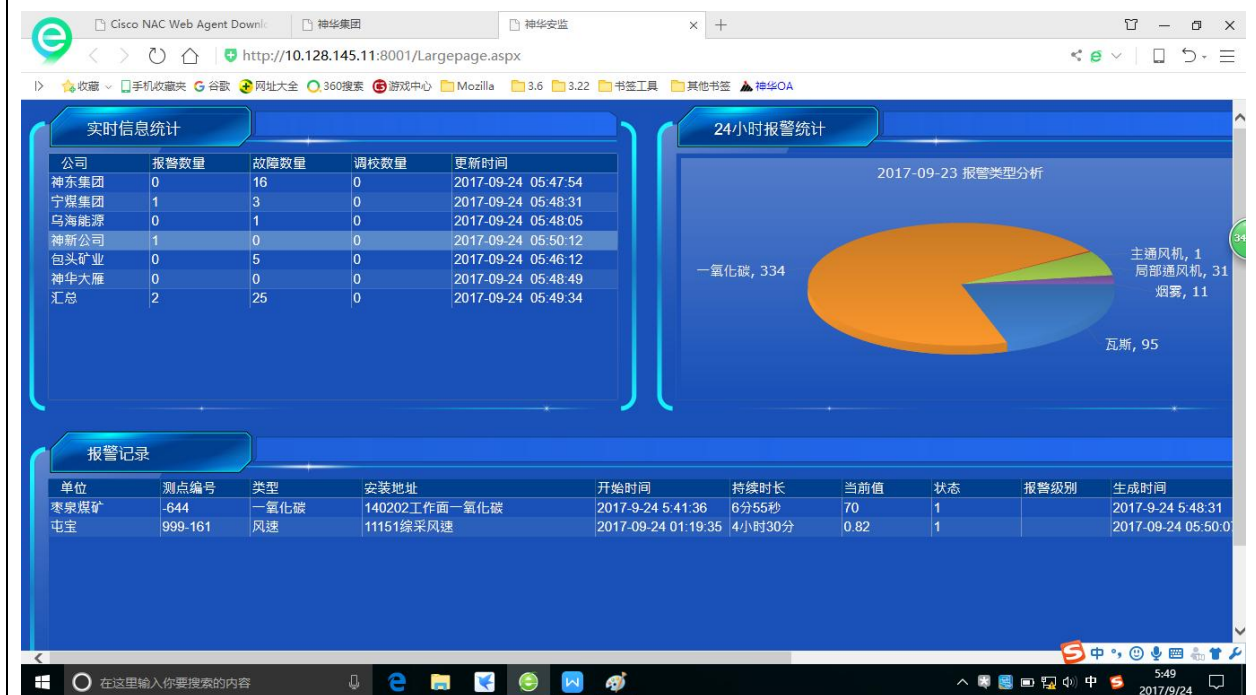 Cisco NAC Web Agent Downlo
神华集团
神华安监
http://10.128.145.11:8001/Largepage.aspx
收藏 手机收藏夹 谷歌 网址大全 360搜索 游戏中心 Mozilla 3.6 3.22 书签工具 其他书签 神华OA
实时信息统计
公司 报警数量 故障数量 调校数量 更新时间
神东集团 0 16 0 2017-09-24 05:47:54
宁煤集团 1 3 0 2017-09-24 05:48:31
乌海能源 0 1 0 2017-09-24 05:48:05
神新公司 1 0 0 2017-09-24 05:50:12
包头矿业 0 5 0 2017-09-24 05:46:12
神华大雁 0 0 0 2017-09-24 05:48:49
汇总 2 25 0 2017-09-24 05:49:34
24小时报警统计
2017-09-23 报警类型分析
一氧化碳, 334
主通风机, 1
局部通风机, 31
烟雾, 11
瓦斯, 95
34
报警记录
单位 测点编号 类型 安装地址 开始时间 持续时长 当前值 状态 报警级别 生成时间
枣泉煤矿 -644 一氧化碳 140202工作面一氧化碳 2017-9-24 5:41:36 6分55秒 70 1 2017-9-24 5:48:31
屯宝 999-161 风速 11151综采风速 2017-09-24 01:19:35 4小时30分 0.82 1 2017-09-24 05:50:0
中
在这里输入你要搜索的内容
中
5:49
2017/9/24